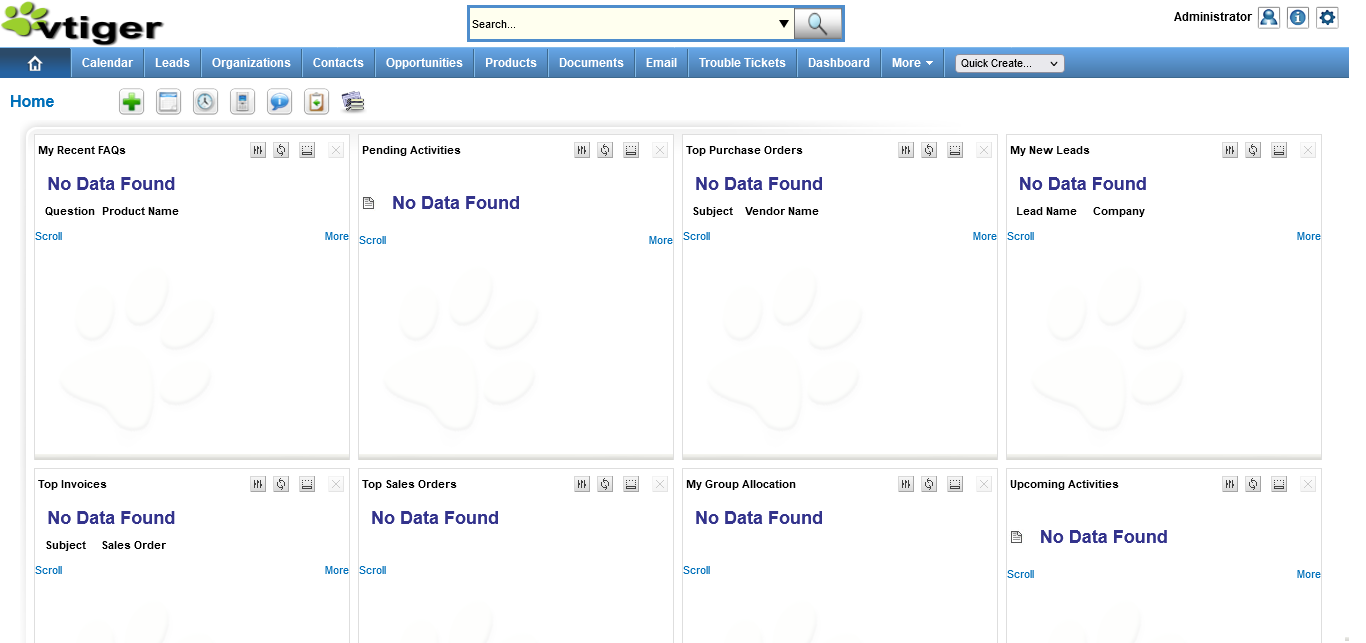 vtiger
Search...
Administrator
Calendar Leads Organizations Contacts Opportunities Products Documents Email Trouble Tickets Dashboard More Quick Create...
Home
My Recent FAQs
No Data Found
Question Product Name
Scroll More
Pending Activities
No Data Found
Scroll More
Top Purchase Orders
No Data Found
Subject Vendor Name
Scroll More
My New Leads
No Data Found
Lead Name Company
Scroll More
Top Invoices
No Data Found
Subject Sales Order
Scroll More
Top Sales Orders
No Data Found
Scroll
My Group Allocation
No Data Found
Scroll
Upcoming Activities
No Data Found
Scroll More